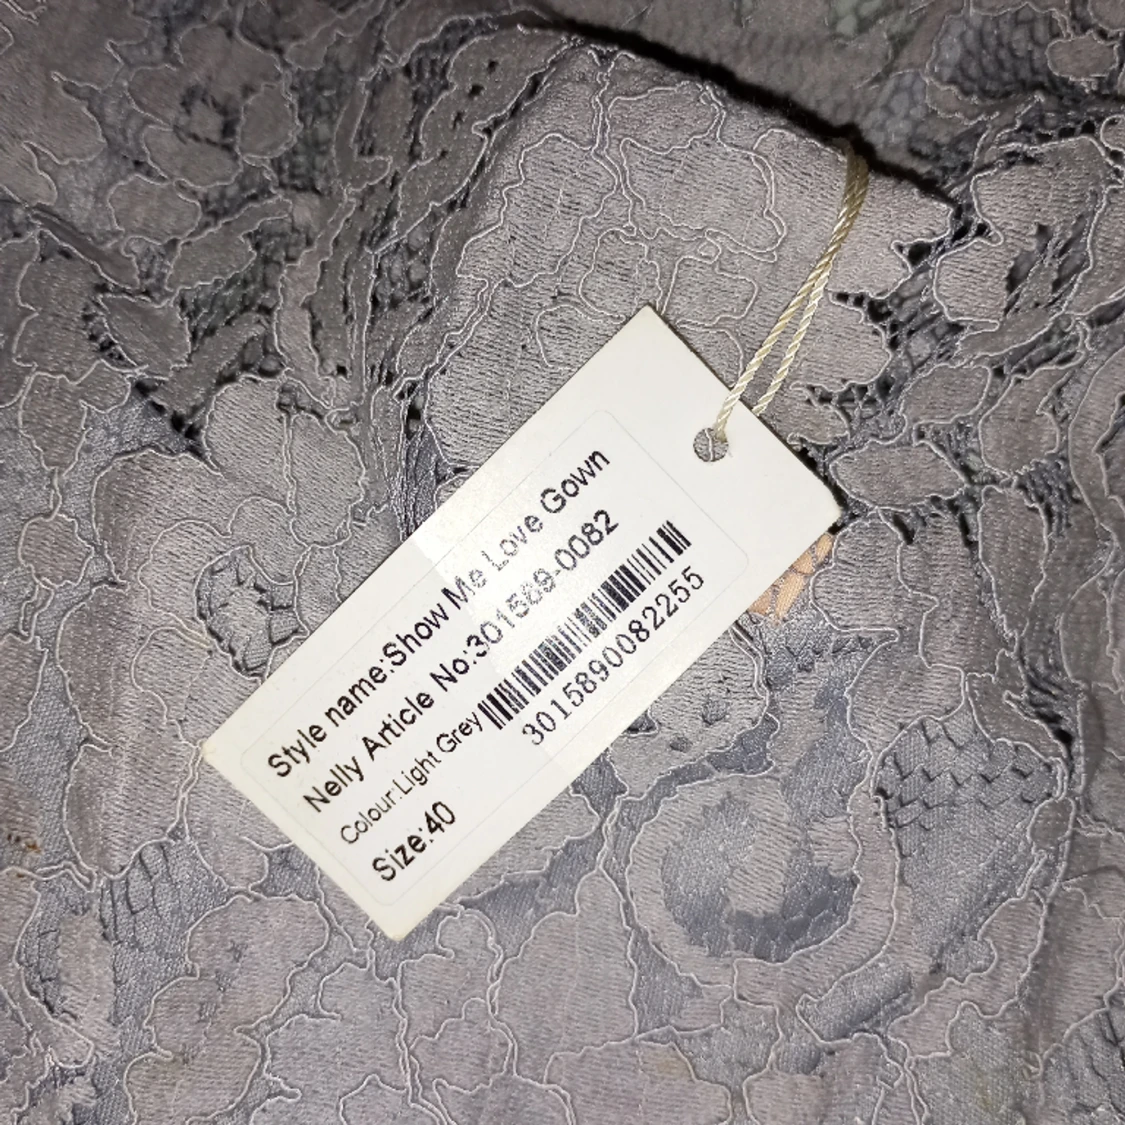 Style name:Show Me Love Gown
Nelly Article No:301589-0082
Colour:Light Grey
3015890082255
Size:40